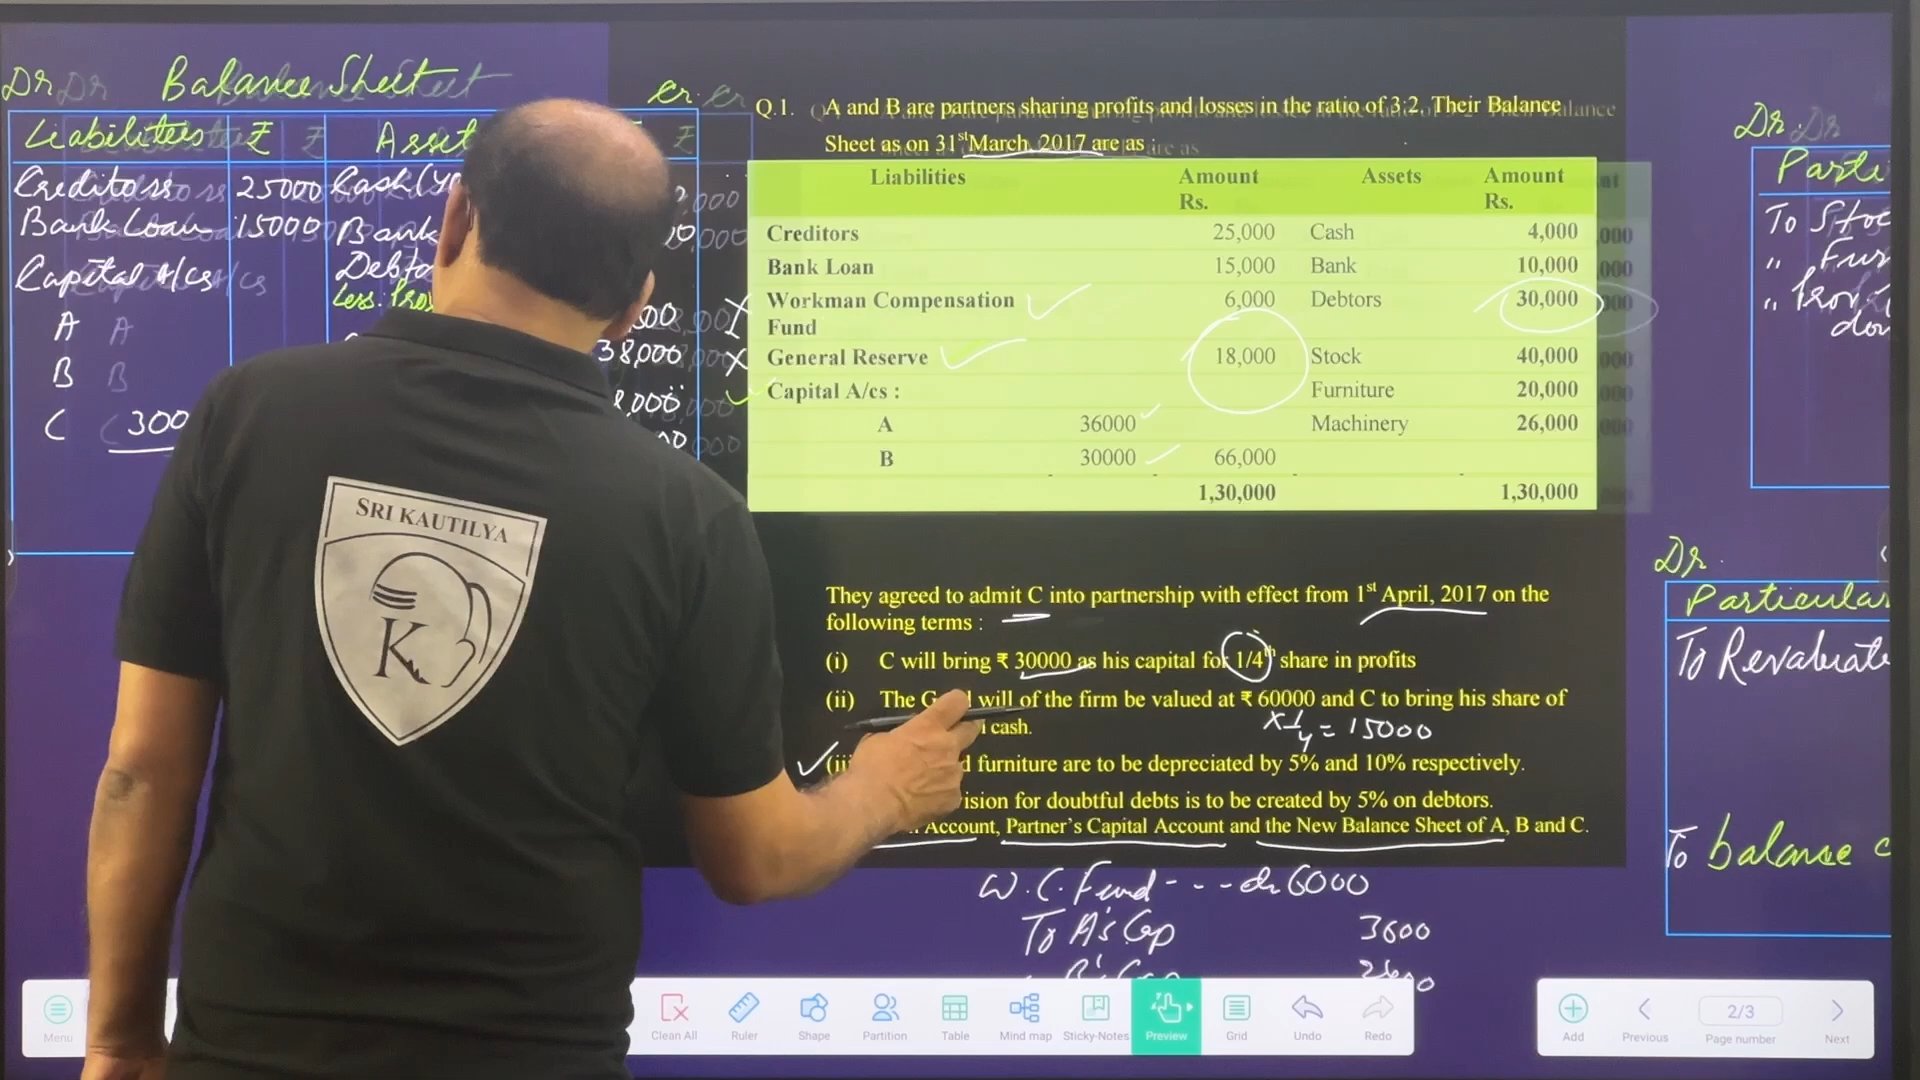 Dr Balance Sheet Cr.
Liabilities ₹ Asset ₹
Creditors 25000 Cash
Bank Loan 15000 Bank
Capital A/cs
Less. Prov
A
B 38,000
C 300
Q.1. A and B are partners sharing profits and losses in the ratio of 3:2. Their Balance
Sheet as on 31st March, 2017 are as :
Liabilities Amount Rs. Assets Amount Rs.
Creditors 25,000 Cash 4,000
Bank Loan 15,000 Bank 10,000
Workman Compensation Fund 6,000 Debtors 30,000
General Reserve 18,000 Stock 40,000
Capital A/cs : Furniture 20,000
A 36000 Machinery 26,000
B 30000 66,000
1,30,000 1,30,000
They agreed to admit C into partnership with effect from 1st April, 2017 on the
following terms :
(i) C will bring ₹ 30000 as his capital for 1/4th share in profits
(ii) The G will of the firm be valued at ₹ 60000 and C to bring his share of
cash.
x 1/4 = 15000
furniture are to be depreciated by 5% and 10% respectively.
vision for doubtful debts is to be created by 5% on debtors.
Account, Partner's Capital Account and the New Balance Sheet of A, B and C.
W.C. Fund - - - dr 6000
To A's Cap 3600
B's Cap
Dr.
Parti
To Stoc
" Fur
" Prov.
dou
Dr.
Particular
To Revaluat
To balance c
SRI KAUTILYA
K
Menu
Clean All
Ruler
Shape
Partition
Table
Mind map
Sticky-Notes
Preview
Grid
Undo
Redo
Add
Previous
2/3
Page number
Next